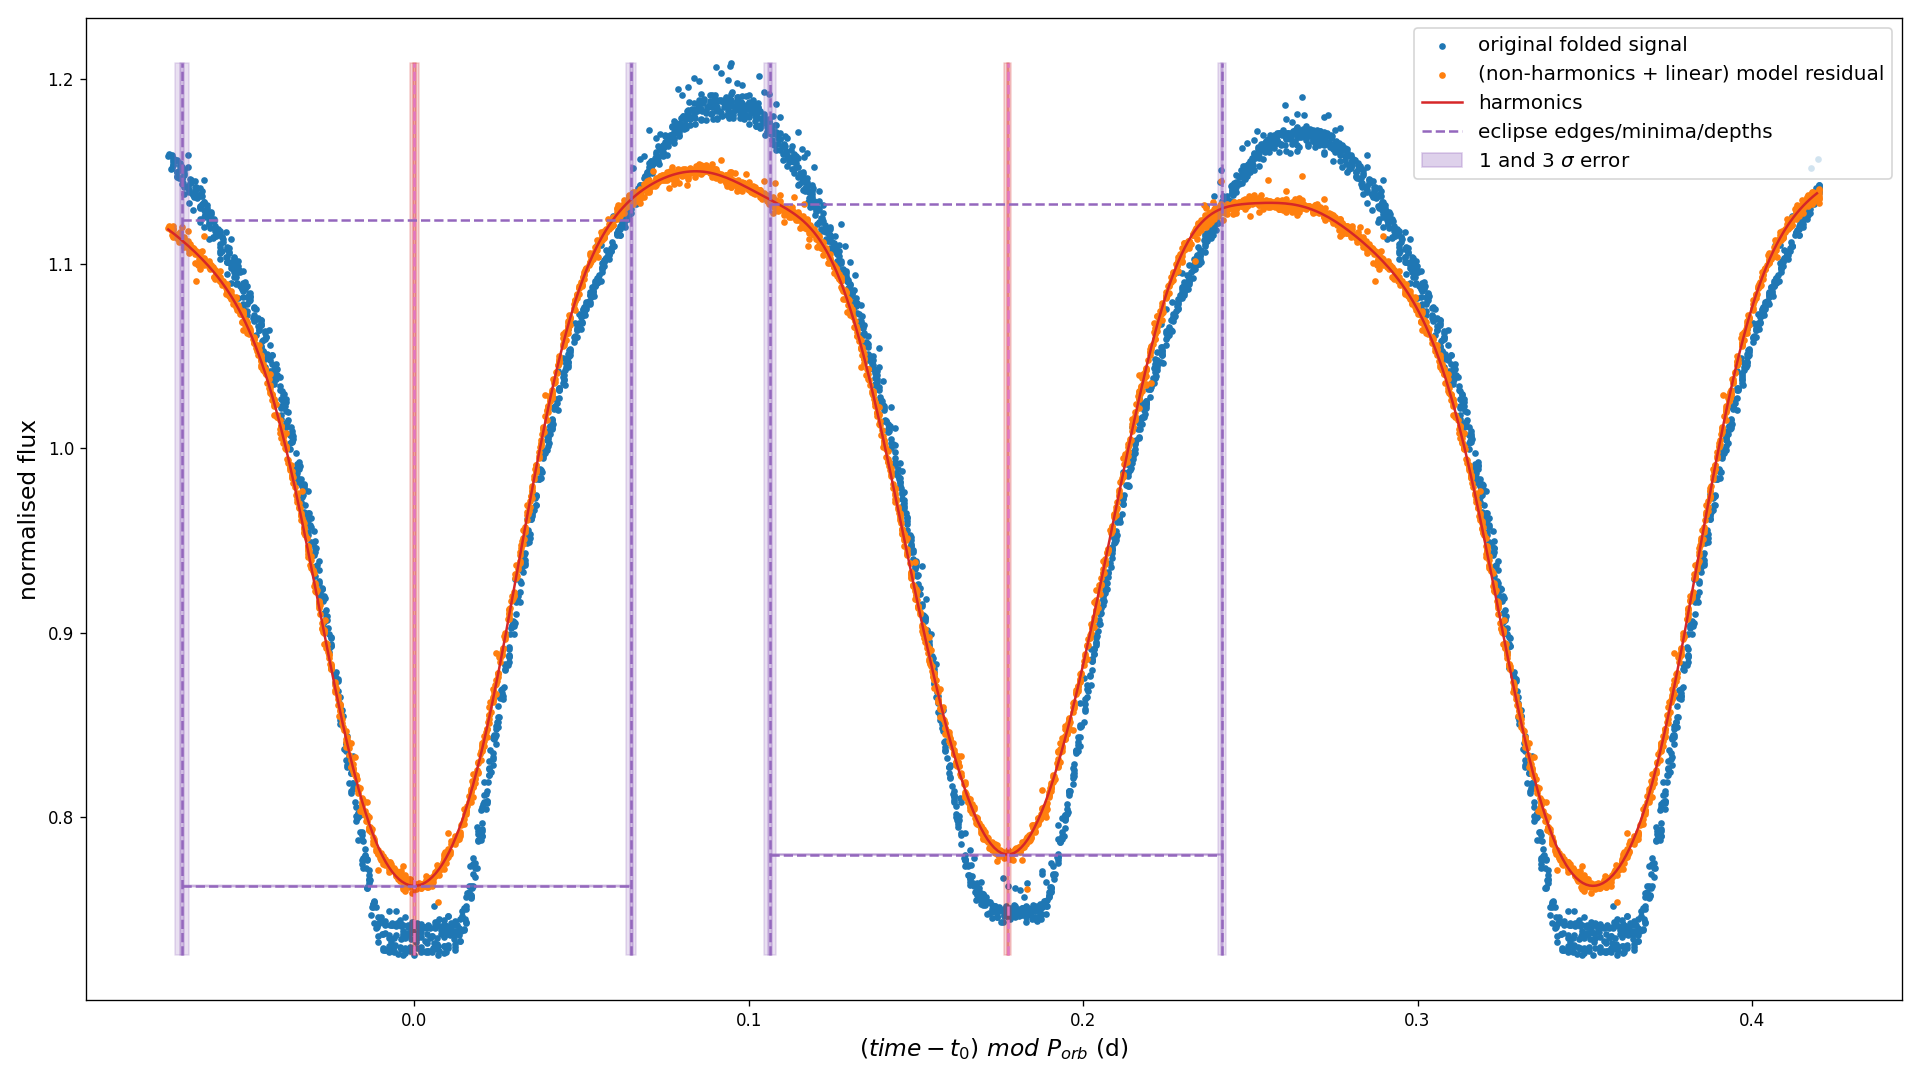 original folded signal
(non-harmonics + linear) model residual
harmonics
eclipse edges/minima/depths
1 and 3 σ error
normalised flux
1.2
1.1
1.0
0.9
0.8
0.0 0.1 0.2 0.3 0.4
(time − t₀) mod Pₒᵣb (d)